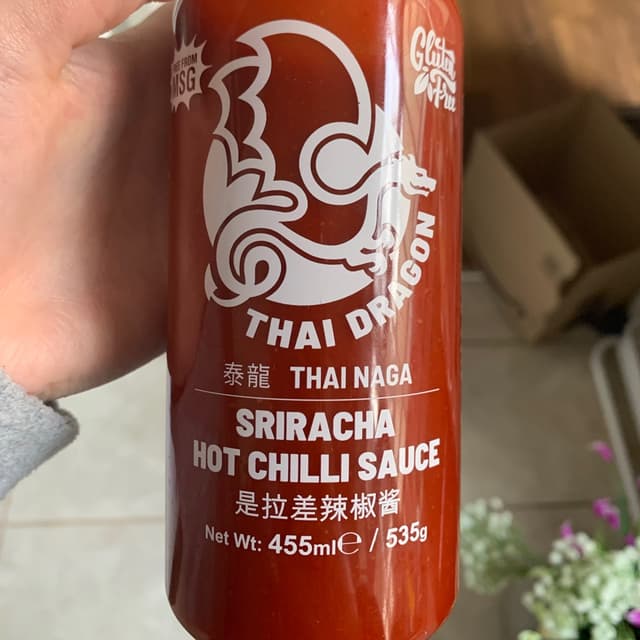 FROM
MSG
Gluten
Free
THAI DRAGON
泰龍 THAI NAGA
SRIRACHA
HOT CHILLI SAUCE
是拉差辣椒酱
Net Wt: 455ml℮ / 535g